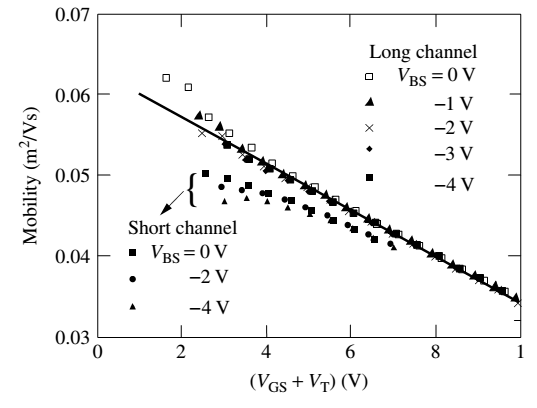 0.07
0.06
0.05
0.04
0.03
0
2
4
6
8
1
Mobility (m²/Vs)
(V_GS + V_T) (V)
Long channel
V_BS = 0 V
−1 V
−2 V
−3 V
−4 V
Short channel
V_BS = 0 V
−2 V
−4 V